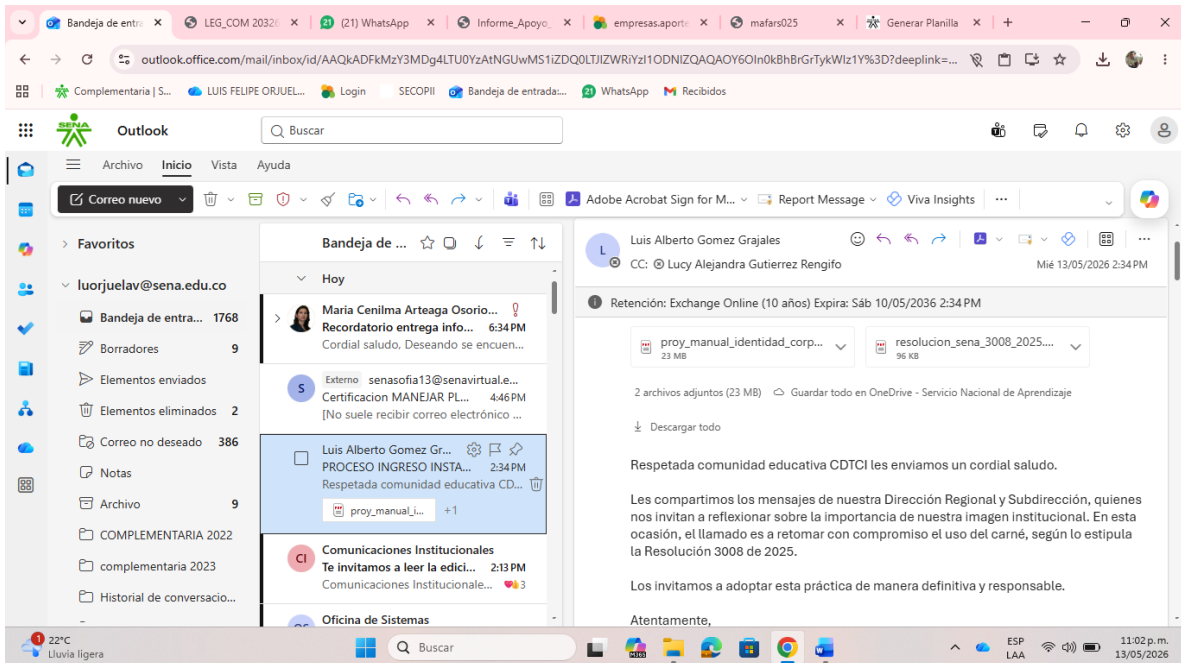 Bandeja de entra
LEG_COM 20326
(21) WhatsApp
Informe_Apoyo_
empresas.aporte
mafars025
Generar Planilla
outlook.office.com/mail/inbox/id/AAQkADFkMzY3MDg4LTU0YzAtNGUwMS1iZDQ0LTJlZWRiYzI1ODNlZQAQAOY6OIn0kBhBrGrTykWIz1Y%3D?deeplink=...
Complementaria | S...
LUIS FELIPE ORJUEL...
Login
SECOPII
Bandeja de entrada:...
WhatsApp
Recibidos
SENA
Outlook
Buscar
Archivo
Inicio
Vista
Ayuda
Correo nuevo
Adobe Acrobat Sign for M...
Report Message
Viva Insights
Favoritos
luorjuelav@sena.edu.co
Bandeja de entra... 1768
Borradores 9
Elementos enviados
Elementos eliminados 2
Correo no deseado 386
Notas
Archivo 9
COMPLEMENTARIA 2022
complementaria 2023
Historial de conversacio...
Bandeja de ...
Hoy
Maria Cenilma Arteaga Osorio...
Recordatorio entrega info... 6:34 PM
Cordial saludo, Deseando se encuen...
S
Externo senasofia13@senavirtual.e...
Certificacion MANEJAR PL... 4:46 PM
[No suele recibir correo electrónico ...
Luis Alberto Gomez Gr...
PROCESO INGRESO INSTA... 2:34 PM
Respetada comunidad educativa CD...
proy_manual_i... +1
CI
Comunicaciones Institucionales
Te invitamos a leer la edici... 2:13 PM
Comunicaciones Institucionale... 3
OS
Oficina de Sistemas
L
Luis Alberto Gomez Grajales
CC: Lucy Alejandra Gutierrez Rengifo
Mié 13/05/2026 2:34 PM
Retención: Exchange Online (10 años) Expira: Sáb 10/05/2036 2:34 PM
proy_manual_identidad_corp...
23 MB
resolucion_sena_3008_2025....
96 KB
2 archivos adjuntos (23 MB) Guardar todo en OneDrive - Servicio Nacional de Aprendizaje
Descargar todo
Respetada comunidad educativa CDTCI les enviamos un cordial saludo.
Les compartimos los mensajes de nuestra Dirección Regional y Subdirección, quienes
nos invitan a reflexionar sobre la importancia de nuestra imagen institucional. En esta
ocasión, el llamado es a retomar con compromiso el uso del carné, según lo estipula
la Resolución 3008 de 2025.
Los invitamos a adoptar esta práctica de manera definitiva y responsable.
Atentamente,
1
22°C
Lluvia ligera
Buscar
M365
ESP
LAA
11:02 p.m.
13/05/2026